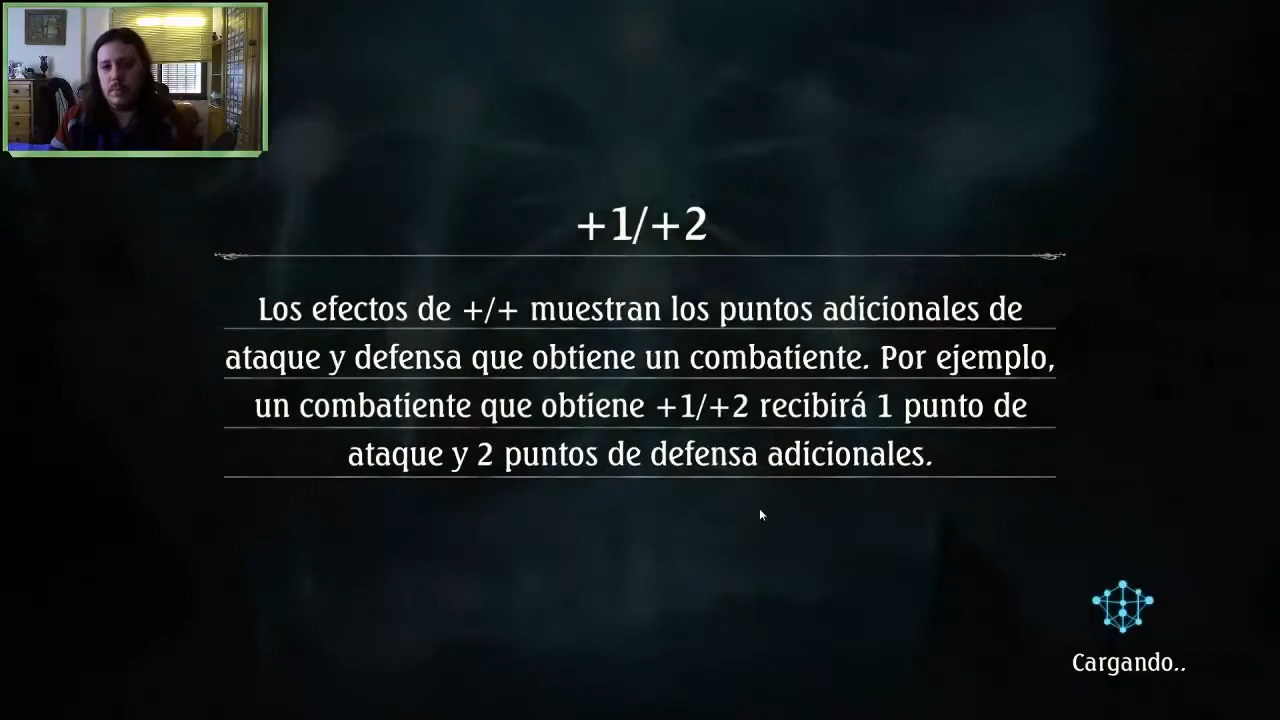 +1/+2
Los efectos de +/+ muestran los puntos adicionales de
ataque y defensa que obtiene un combatiente. Por ejemplo,
un combatiente que obtiene +1/+2 recibirá 1 punto de
ataque y 2 puntos de defensa adicionales.
Cargando..